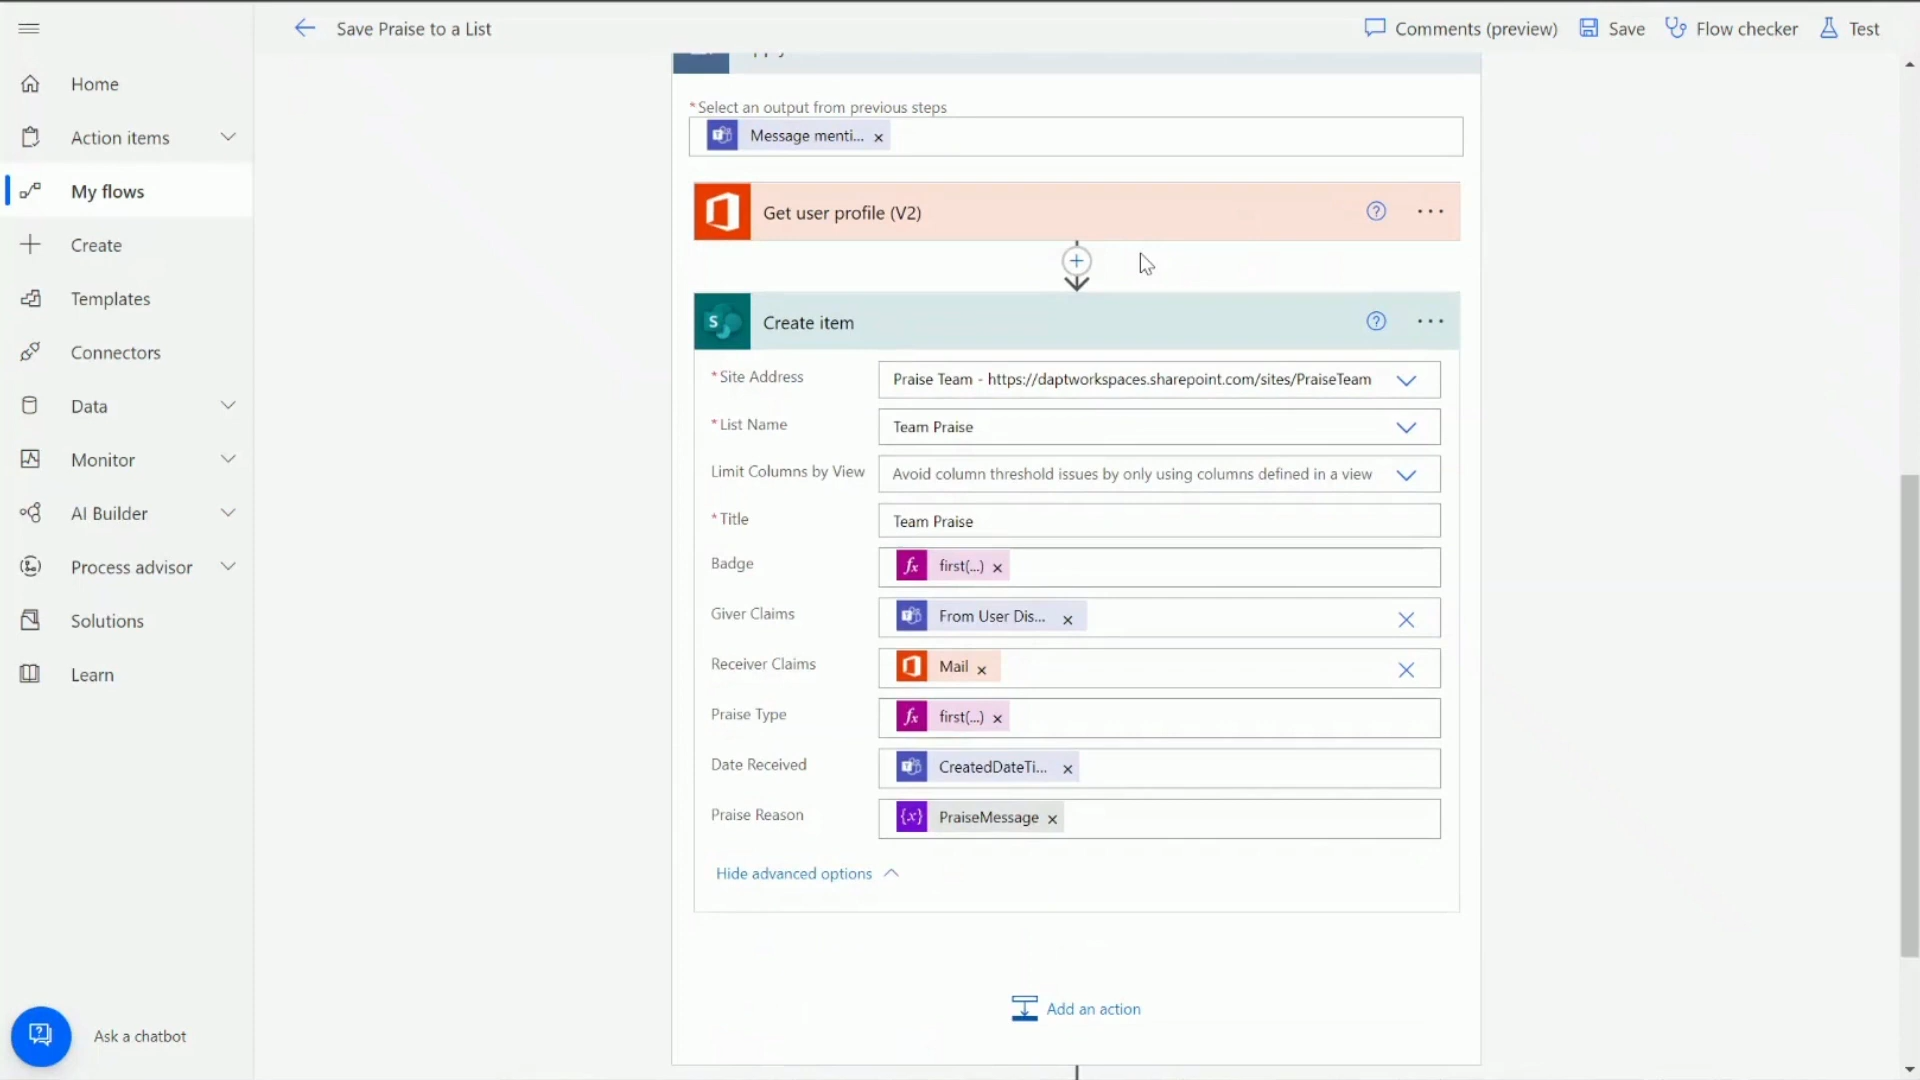 Save Praise to a List
Comments (preview)
Save
Flow checker
Test
Home
Action items
My flows
Create
Templates
Connectors
Data
Monitor
AI Builder
Process advisor
Solutions
Learn
Ask a chatbot
* Select an output from previous steps
Message menti... ×
Get user profile (V2)
Create item
* Site Address
Praise Team - https://daptworkspaces.sharepoint.com/sites/PraiseTeam
* List Name
Team Praise
Limit Columns by View
Avoid column threshold issues by only using columns defined in a view
* Title
Team Praise
Badge
fx first(...) ×
Giver Claims
From User Dis... ×
Receiver Claims
Mail ×
Praise Type
fx first(...) ×
Date Received
CreatedDateTi... ×
Praise Reason
{x} PraiseMessage ×
Hide advanced options
Add an action